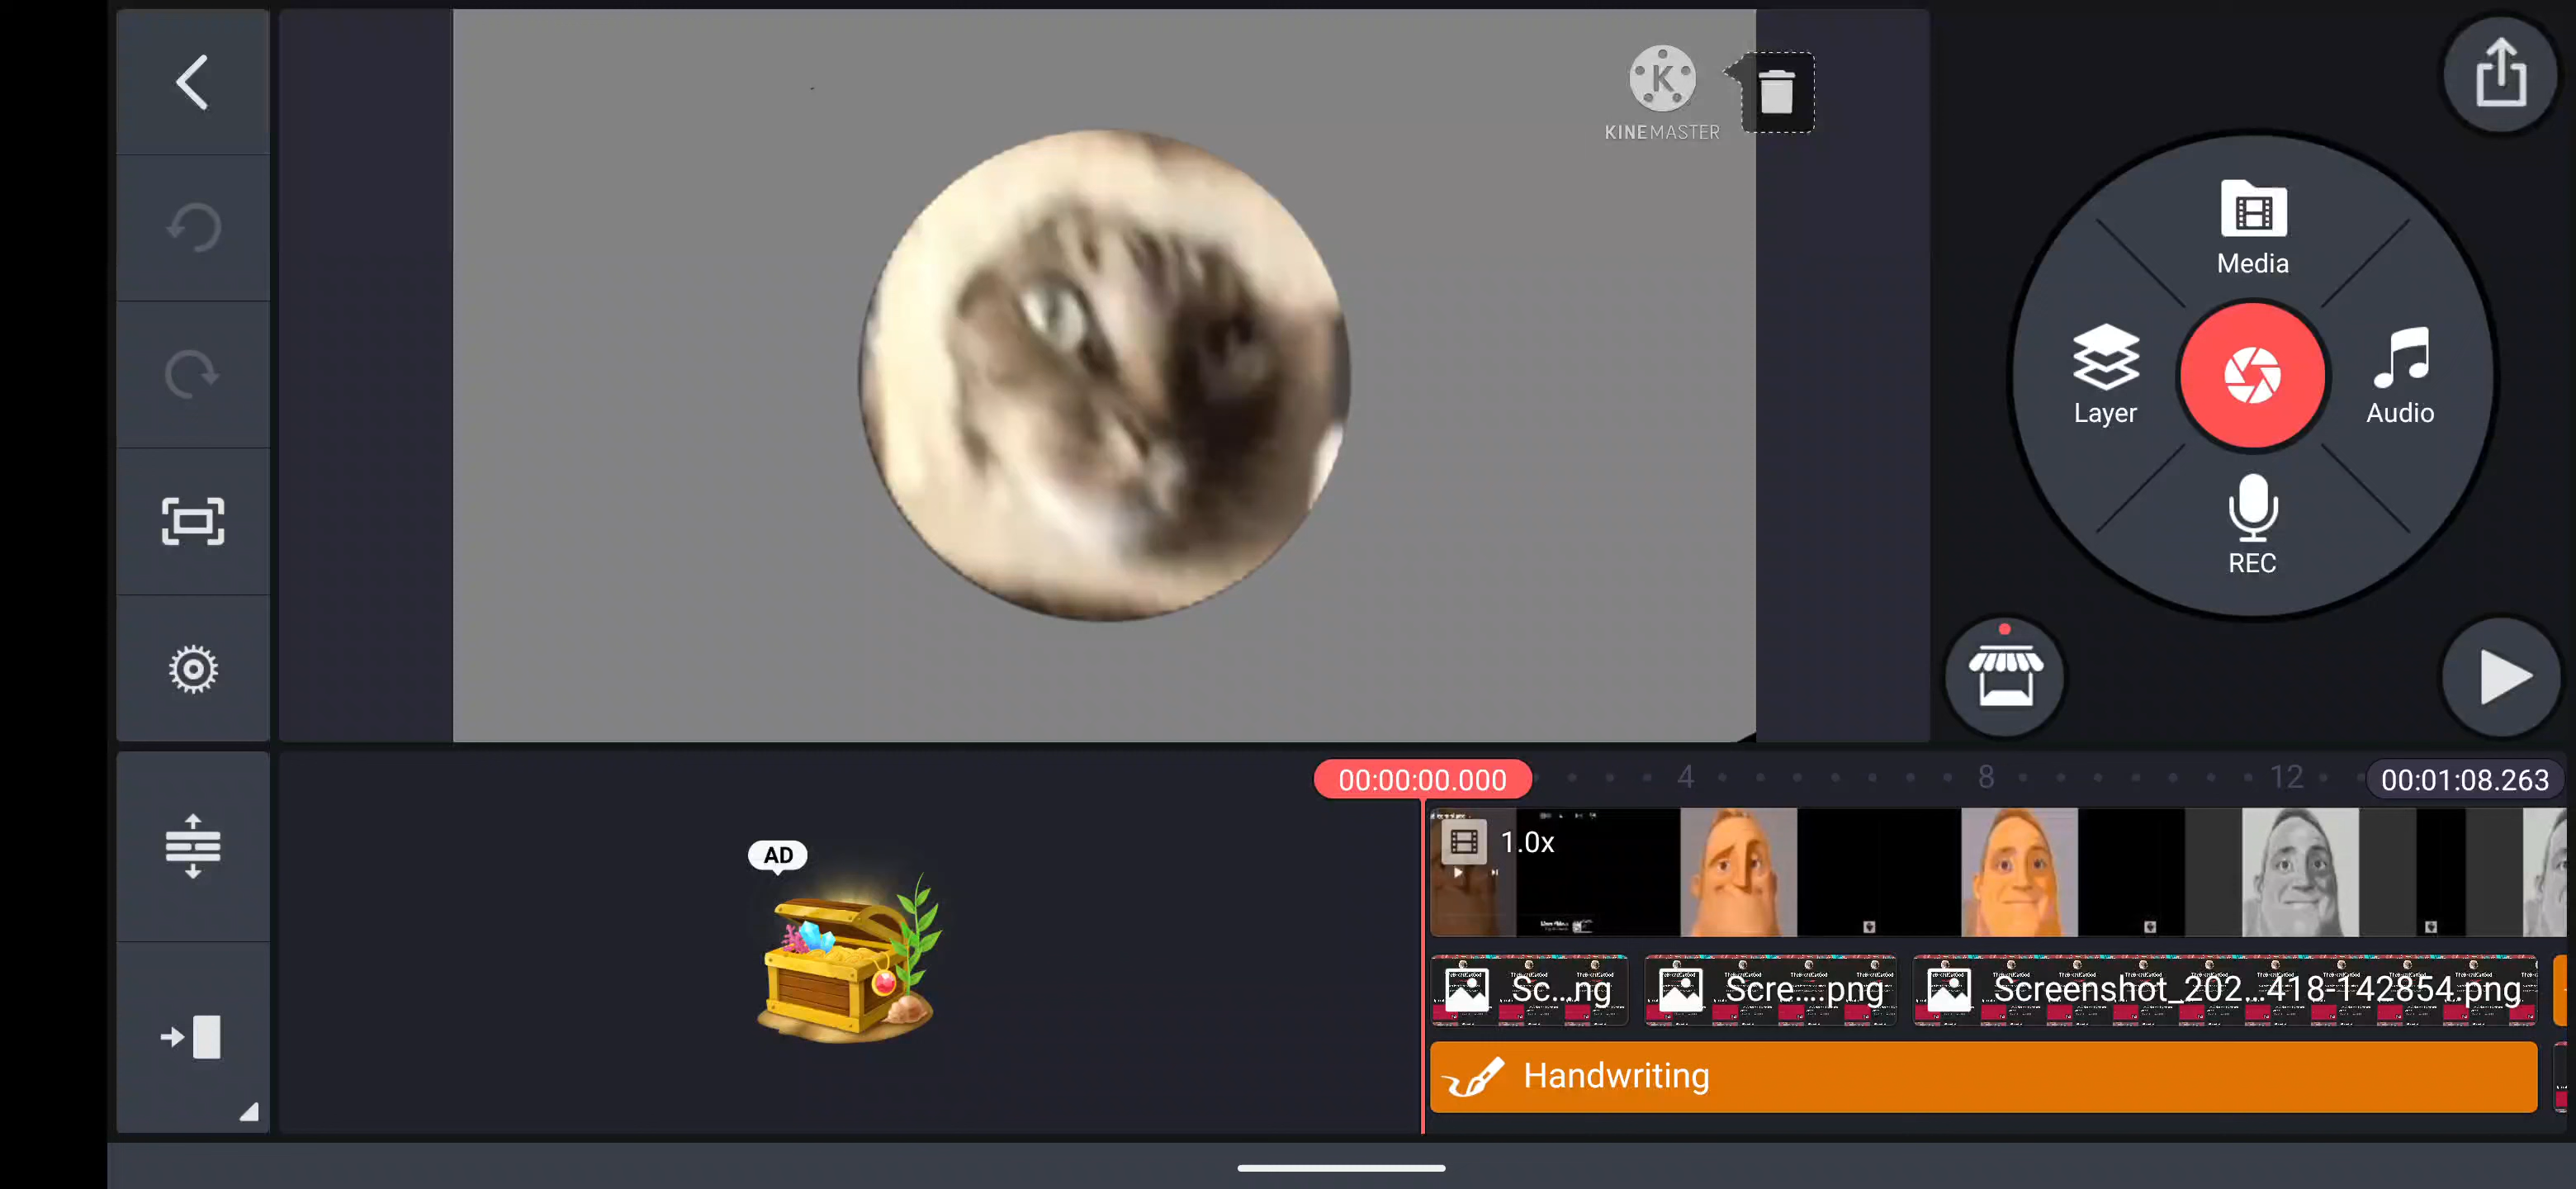 K
KINEMASTER
Media
Layer
Audio
REC
00:00:00.000
4
8
12
00:01:08.263
AD
1.0x
Sc...ng
Scre....png
Screenshot_202...418-142854.png
Handwriting